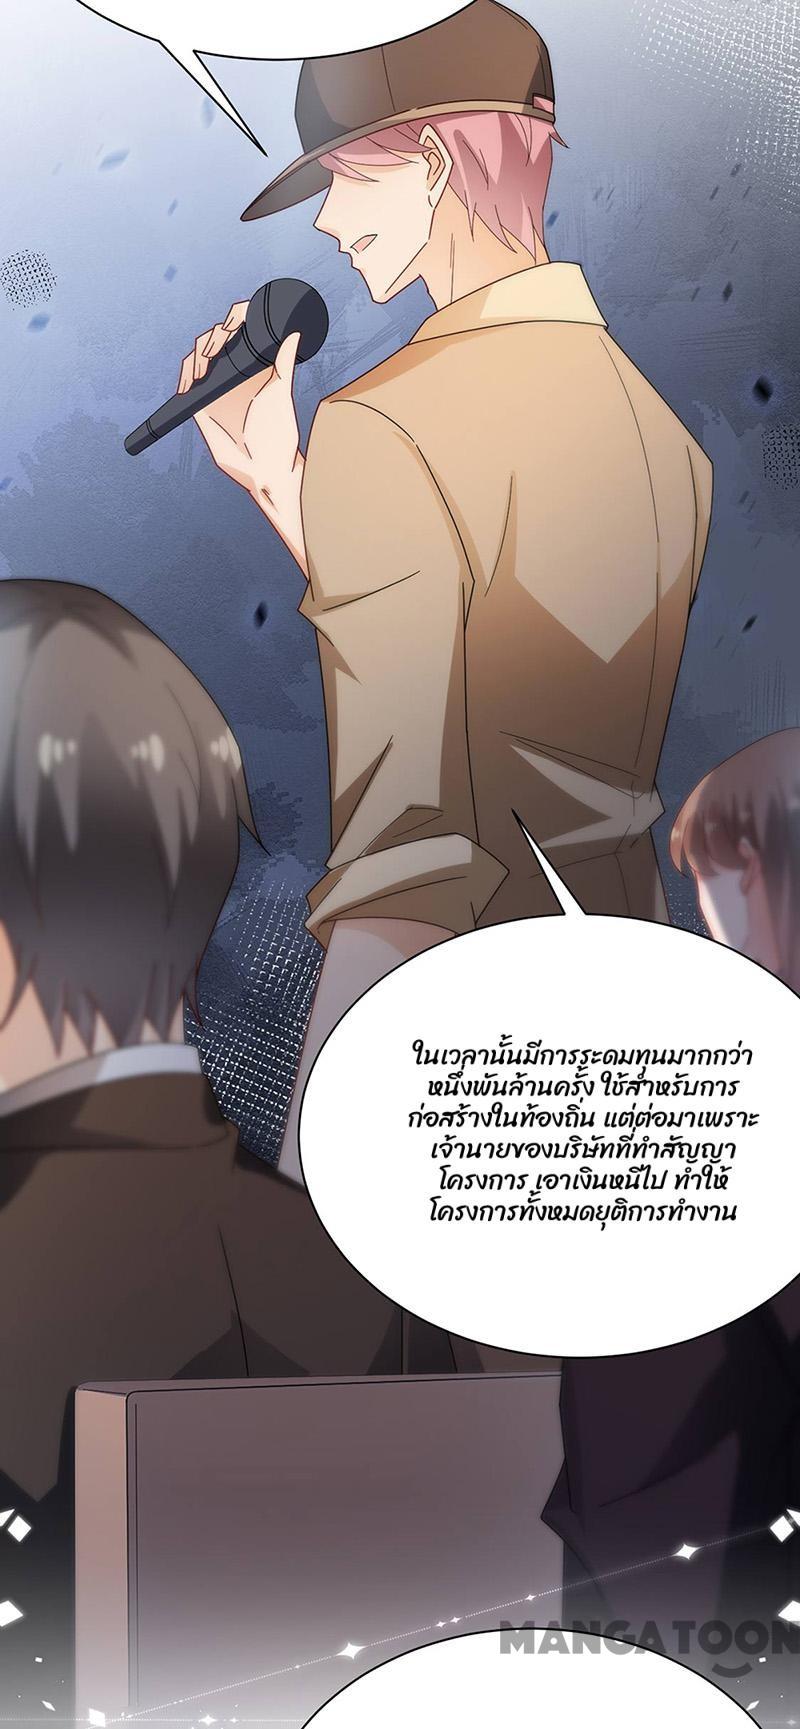 ในเวลานั้นมีการระดมทุนมากกว่า
หนึ่งพันล้านครั้ง ใช้สำหรับการ
ก่อสร้างในท้องถิ่น แต่ต่อมาเพราะ
เจ้านายของบริษัทที่ทำสัญญา
โครงการ เอาเงินหนีไป ทำให้
โครงการทั้งหมดยุติการทำงาน
MANGATOON